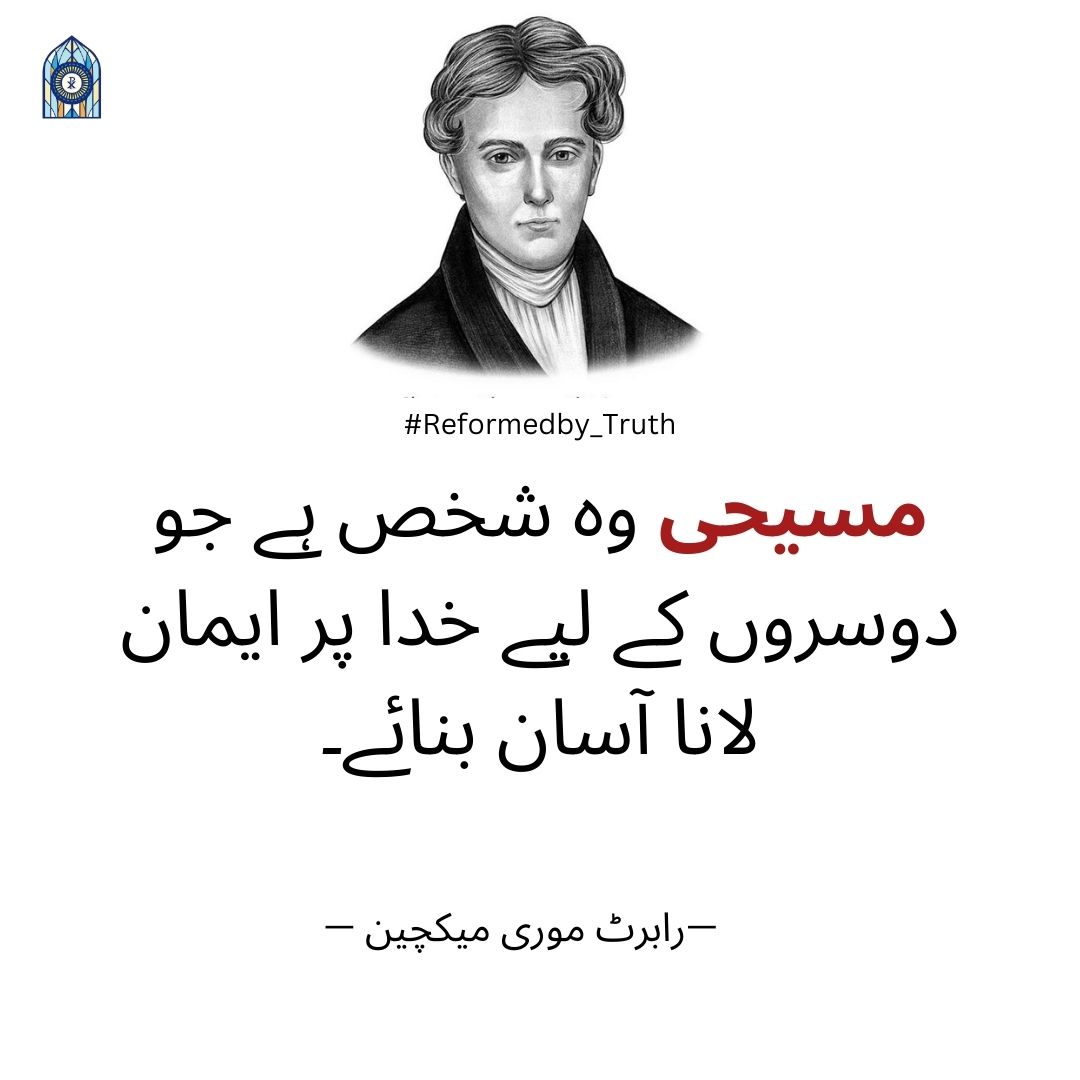 #Reformedby_Truth
مسیحی وہ شخص ہے جو
دوسروں کے لیے خدا پر ایمان
لانا آسان بنائے۔
—رابرٹ موری میکچین —